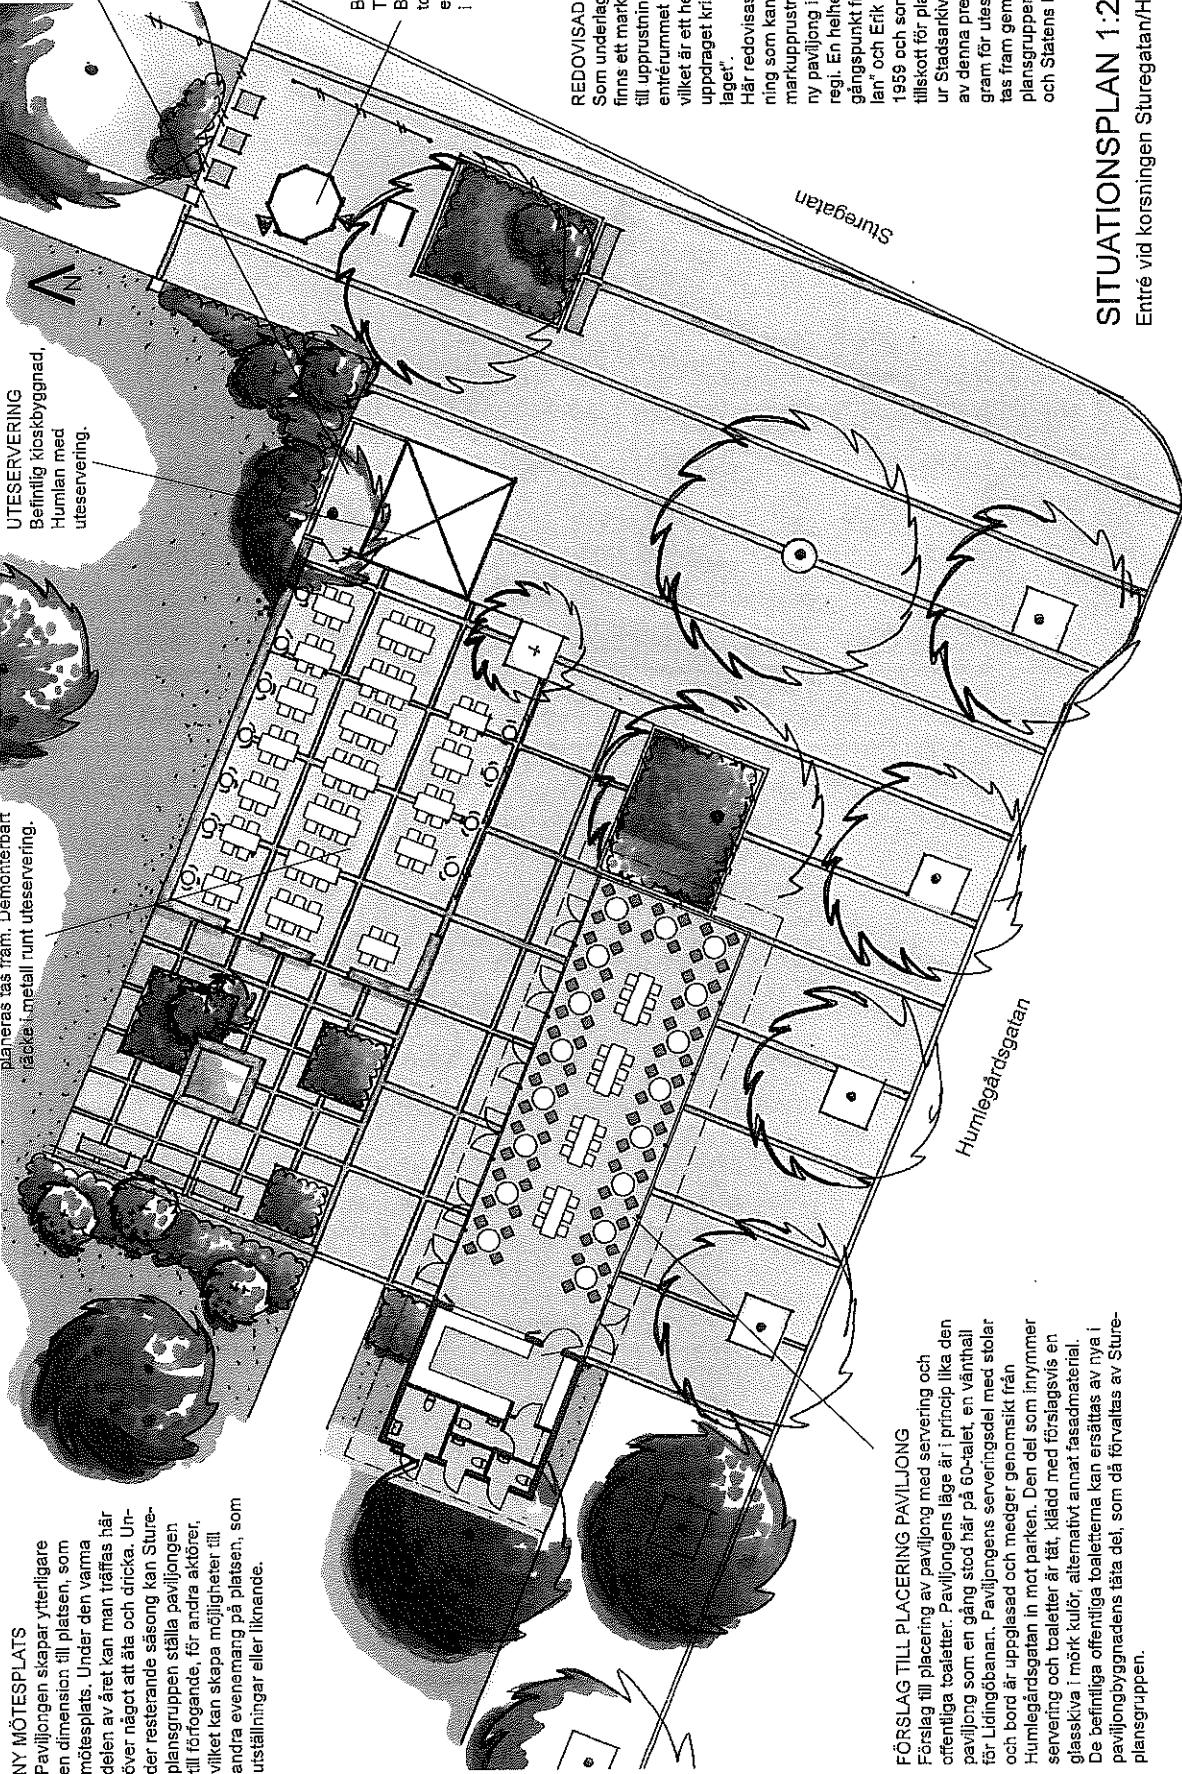 NY MÖTESPLATS
Paviljongen skapar ytterligare
en dimension till platsen, som
mötesplats. Under den varma
delen av året kan man träffas här
över något att äta och dricka. Un-
der resterande säsong kan Sture-
plansgruppen ställa paviljongen
till förfogande, för andra aktörer,
vilket kan skapa möjligheter till
andra evenemang på platsen, som
utställningar eller liknande.
planeras tas fram. Demonterbart
räcke i metall runt uteservering.
UTESERVERING
Befintlig kioskbyggnad,
Humlan med
uteservering.
N
B
T
B
to
e
i
REDOVISAD
Som underlag
finns ett mark
till upprustnin
entrérummet
vilket är ett he
uppdraget kri
laget".
Här redovisas
ning som kan
markupprustr
ny paviljong i
regi. En helhe
gångspunkt fi
lan" och Erik
1959 och som
tillskott för pla
ur Stadsarkiv
av denna pre
gram för utes
tas fram gem
plansgrupper
och Statens
Sturegatan
Humlegårdsgatan
FÖRSLAG TILL PLACERING PAVILJONG
Förslag till placering av paviljong med servering och
offentliga toaletter. Paviljongens läge är i princip lika den
paviljong som en gång stod här på 60-talet, en vänthall
för Lidingöbanan. Paviljongens serveringsdel med stolar
och bord är uppglasad och medger genomsikt från
Humlegårdsgatan in mot parken. Den del som inrymmer
servering och toaletter är tät, klädd med förslagsvis en
glasskiva i mörk kulör, alternativt annat fasadmaterial.
De befintliga offentliga toaletterna kan ersättas av nya i
paviljongbyggnadens täta del, som då förvaltas av Sture-
plansgruppen.
SITUATIONSPLAN 1:2
Entré vid korsningen Sturegatan/H